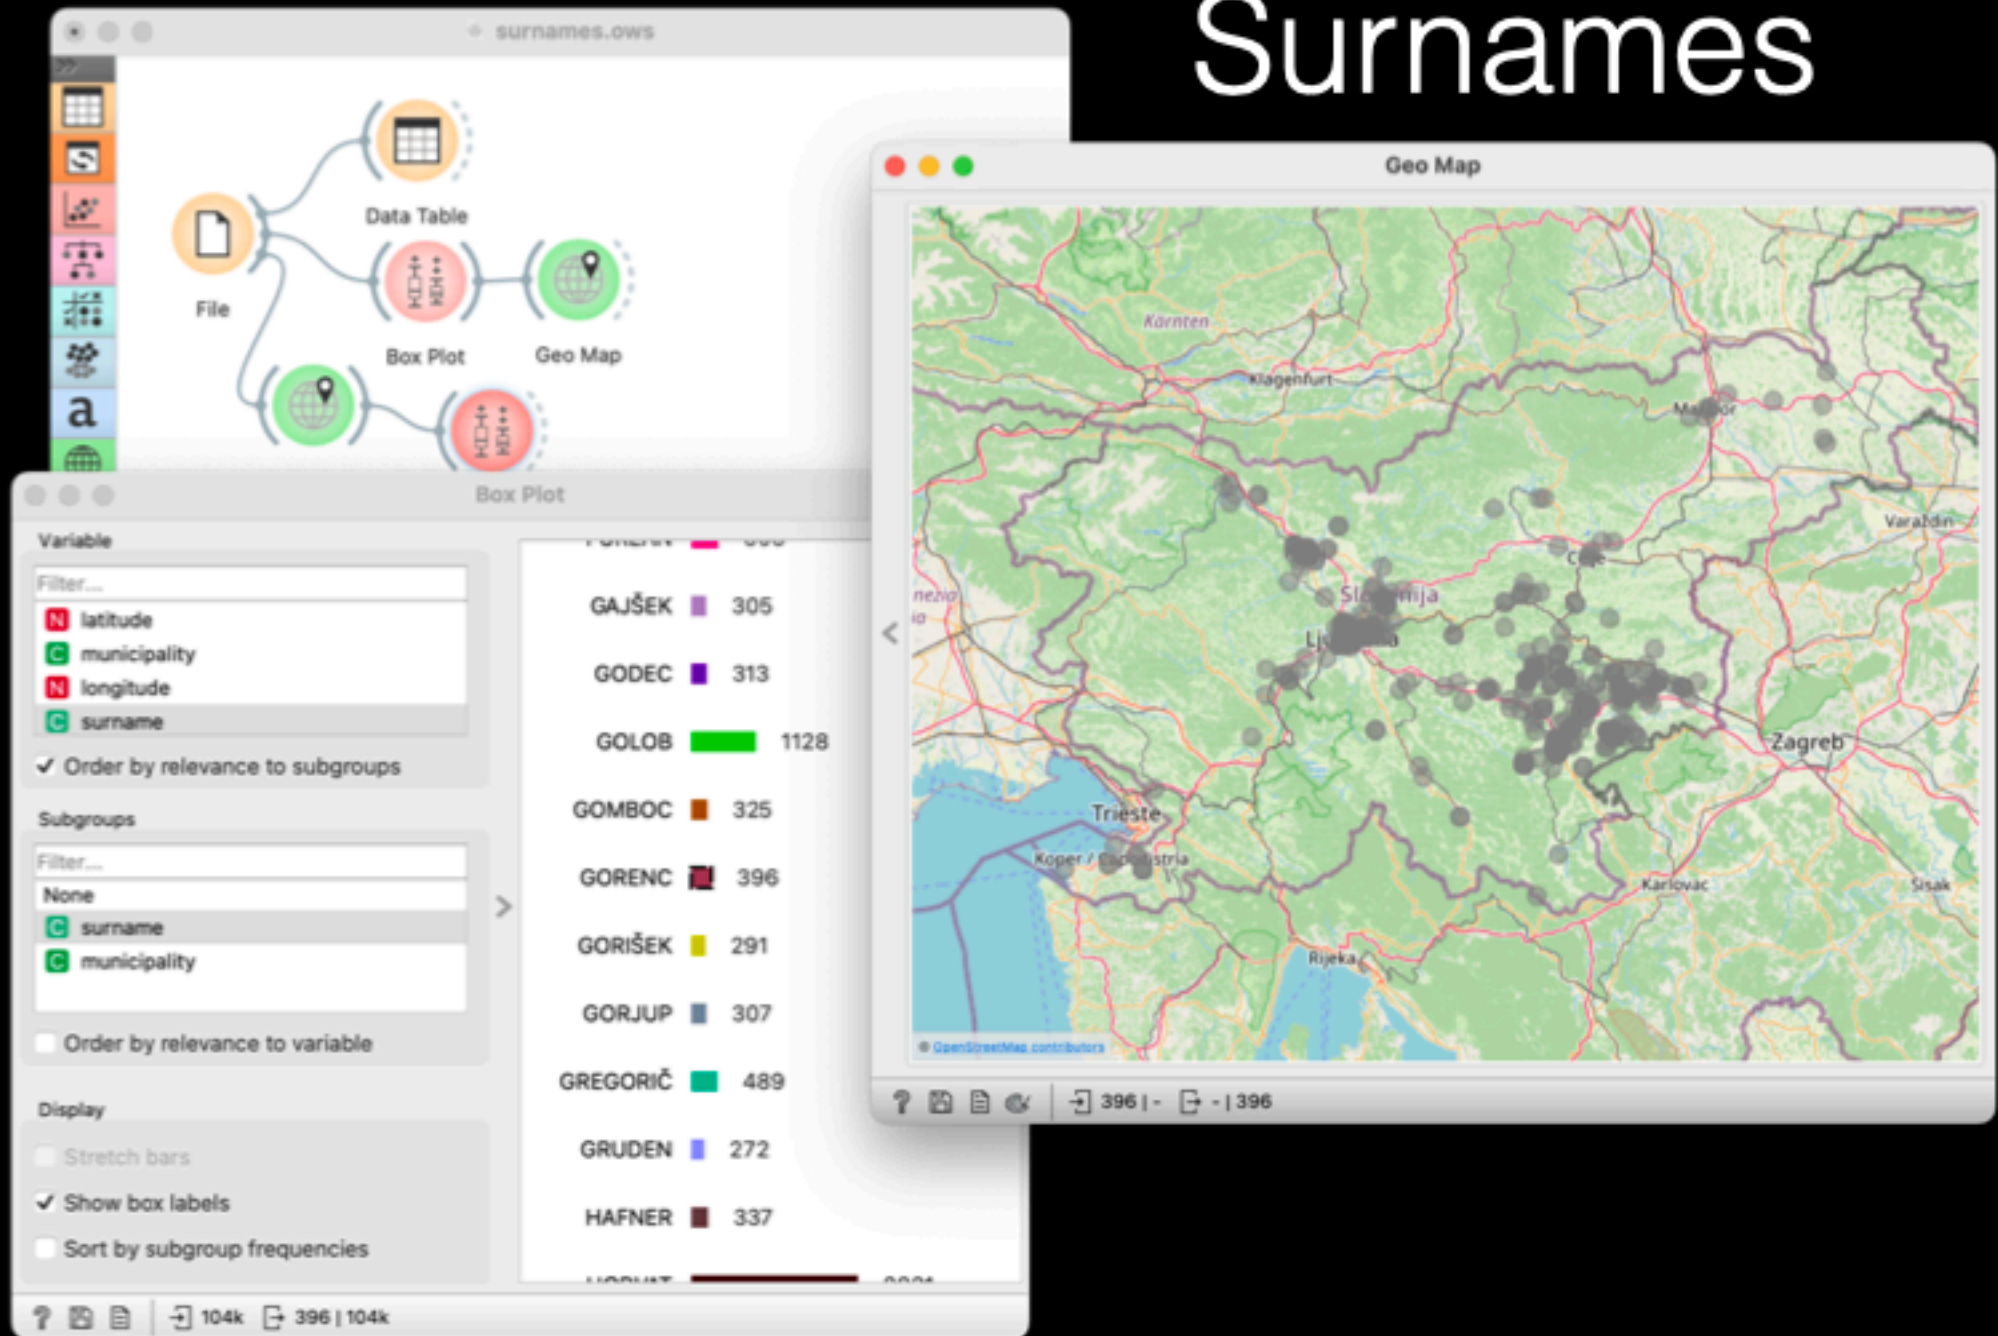 Surnames
surnames.ows
Data Table
File
Box Plot
Geo Map
a
Box Plot
Variable
Filter...
N latitude
C municipality
N longitude
C surname
Order by relevance to subgroups
Subgroups
Filter...
None
C surname
C municipality
Order by relevance to variable
Display
Stretch bars
Show box labels
Sort by subgroup frequencies
GAJŠEK 305
GODEC 313
GOLOB 1128
GOMBOC 325
GORENC 396
GORIŠEK 291
GORJUP 307
GREGORIČ 489
GRUDEN 272
HAFNER 337
104k 396 | 104k
Geo Map
Kärnten
Klagenfurt
Varaždin
Zagreb
Trieste
Koper /
Karlovac
Sisak
Rijeka
OpenStreetMap contributors
396 | - - | 396